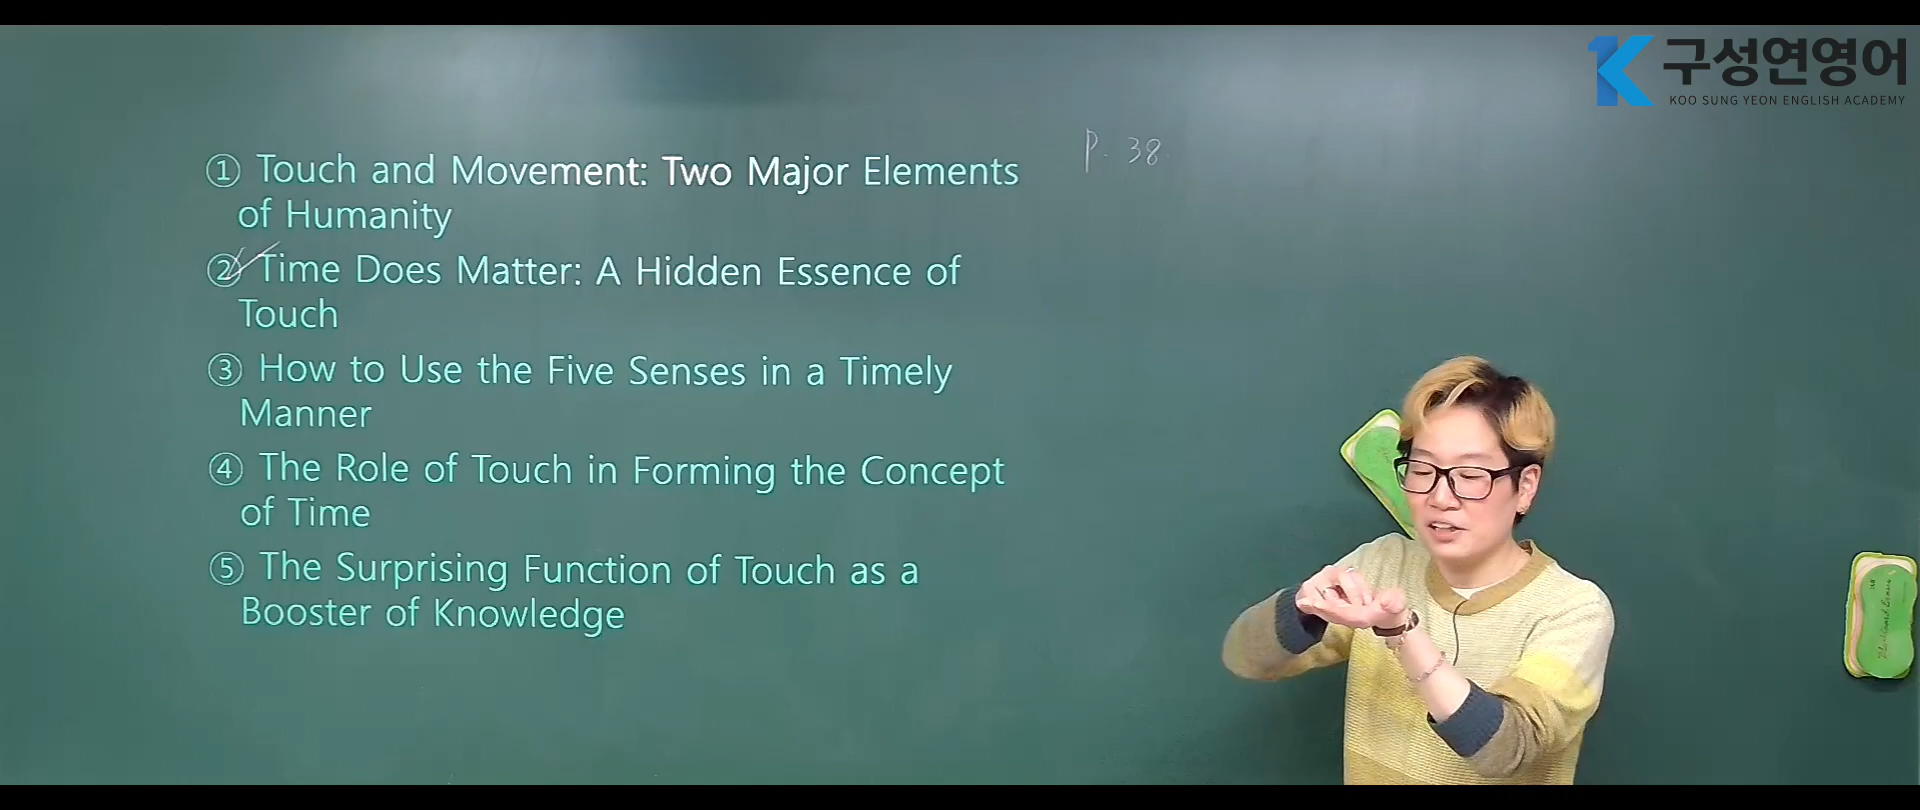 구성연영어
KOO SUNG YEON ENGLISH ACADEMY
P. 38
① Touch and Movement: Two Major Elements
of Humanity
② Time Does Matter: A Hidden Essence of
Touch
③ How to Use the Five Senses in a Timely
Manner
④ The Role of Touch in Forming the Concept
of Time
⑤ The Surprising Function of Touch as a
Booster of Knowledge